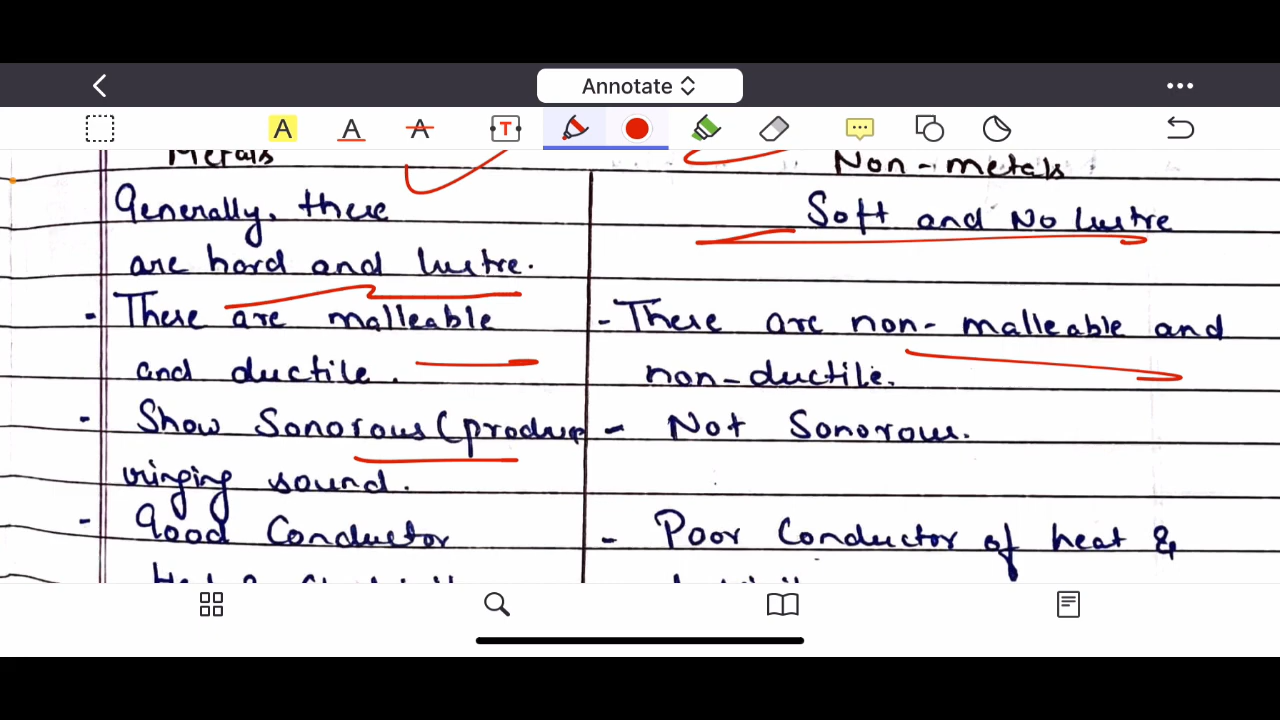 Annotate
A A A T
Metals
Non-metals
Generally, these
are hard and lustre.
Soft and No lustre
- These are malleable
and ductile.
- These are non-malleable and
non-ductile.
- Show Sonorous (produce
ringing sound.
- Not Sonorous.
- Good Conductor
- Poor Conductor of heat &